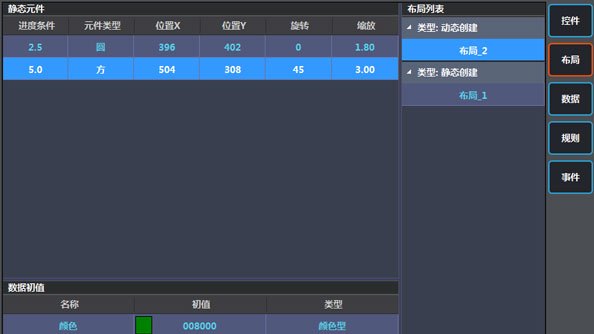 静态元件
进度条件 元件类型 位置X 位置Y 旋转 缩放
2.5 圆 396 402 0 1.80
5.0 方 504 308 45 3.00
数据初值
名称 初值 类型
颜色 008000 颜色型
布局列表
类型: 动态创建
布局_2
类型: 静态创建
布局_1
控件
布局
数据
规则
事件